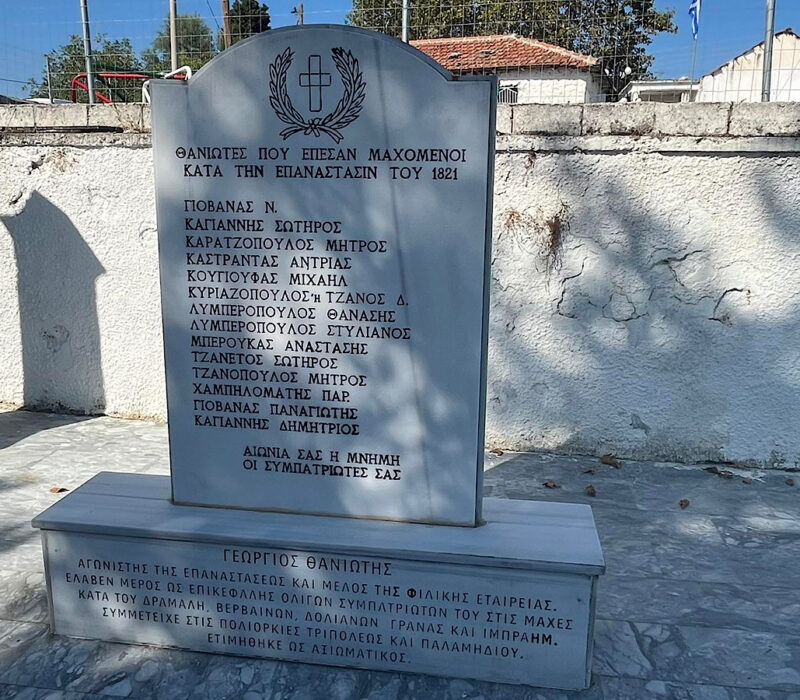 ΘΑΝΙΩΤΕΣ ΠΟΥ ΕΠΕΣΑΝ ΜΑΧΟΜΕΝΟΙ
ΚΑΤΑ ΤΗΝ ΕΠΑΝΑΣΤΑΣΙΝ ΤΟΥ 1821
ΓΙΟΒΑΝΑΣ Ν.
ΚΑΓΙΑΝΝΗΣ ΣΩΤΗΡΟΣ
ΚΑΡΑΤΖΟΠΟΥΛΟΣ ΜΗΤΡΟΣ
ΚΑΣΤΡΑΝΤΑΣ ΑΝΤΡΙΑΣ
ΚΟΥΓΙΟΥΦΑΣ ΜΙΧΑΗΛ
ΚΥΡΙΑΖΟΠΟΥΛΟΣ ή ΤΖΑΝΟΣ Δ.
ΛΥΜΠΕΡΟΠΟΥΛΟΣ ΘΑΝΑΣΗΣ
ΛΥΜΠΕΡΟΠΟΥΛΟΣ ΣΤΥΛΙΑΝΟΣ
ΜΠΕΡΟΥΚΑΣ ΑΝΑΣΤΑΣΗΣ
ΤΖΑΝΕΤΟΣ ΣΩΤΗΡΟΣ
ΤΖΑΝΟΠΟΥΛΟΣ ΜΗΤΡΟΣ
ΧΑΜΠΗΛΟΜΑΤΗΣ ΠΑΡ.
ΓΙΟΒΑΝΑΣ ΠΑΝΑΓΙΩΤΗΣ
ΚΑΓΙΑΝΝΗΣ ΔΗΜΗΤΡΙΟΣ
ΑΙΩΝΙΑ ΣΑΣ Η ΜΝΗΜΗ
ΟΙ ΣΥΜΠΑΤΡΙΩΤΕΣ ΣΑΣ
ΓΕΩΡΓΙΟΣ ΘΑΝΙΩΤΗΣ
ΑΓΩΝΙΣΤΗΣ ΤΗΣ ΕΠΑΝΑΣΤΑΣΕΩΣ ΚΑΙ ΜΕΛΟΣ ΤΗΣ ΦΙΛΙΚΗΣ ΕΤΑΙΡΕΙΑΣ.
ΕΛΑΒΕΝ ΜΕΡΟΣ ΩΣ ΕΠΙΚΕΦΑΛΗΣ ΟΛΙΓΩΝ ΣΥΜΠΑΤΡΙΩΤΩΝ ΤΟΥ ΣΤΙΣ ΜΑΧΕΣ
ΚΑΤΑ ΤΟΥ ΔΡΑΜΑΛΗ, ΒΕΡΒΑΙΝΩΝ, ΔΟΛΙΑΝΩΝ ΓΡΑΝΑΣ ΚΑΙ ΙΜΠΡΑΗΜ.
ΣΥΜΜΕΤΕΙΧΕ ΣΤΙΣ ΠΟΛΙΟΡΚΙΕΣ ΤΡΙΠΟΛΕΩΣ ΚΑΙ ΠΑΛΑΜΗΔΙΟΥ.
ΕΤΙΜΗΘΗΚΕ ΩΣ ΑΞΙΩΜΑΤΙΚΟΣ.